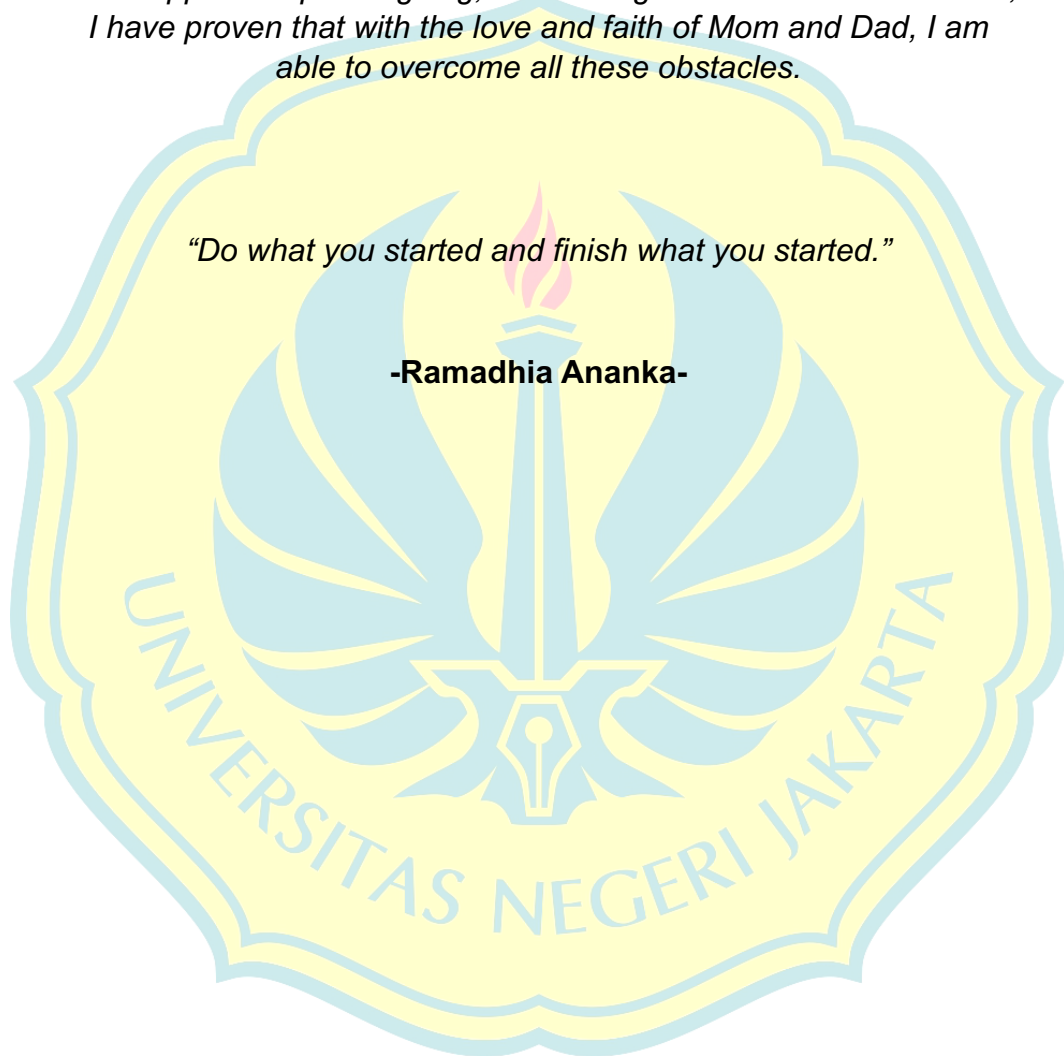 I have proven that with the love and faith of Mom and Dad, I am
able to overcome all these obstacles.
“Do what you started and finish what you started.”
-Ramadhia Ananka-
UNIVERSITAS NEGERI JAKARTA